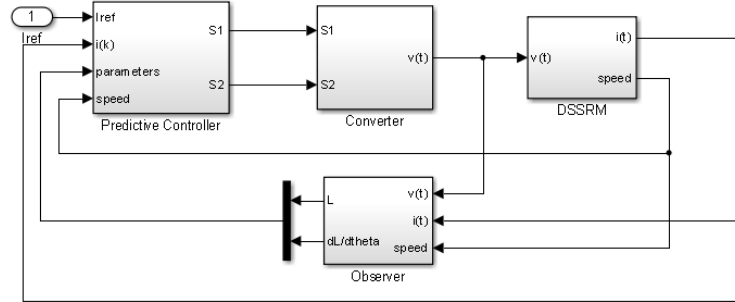 1
Iref
Iref
i(k)
parameters
speed
S1
S2
Predictive Controller
S1
S2
v(t)
Converter
v(t)
i(t)
speed
DSSRM
L
dL/dtheta
v(t)
i(t)
speed
Observer